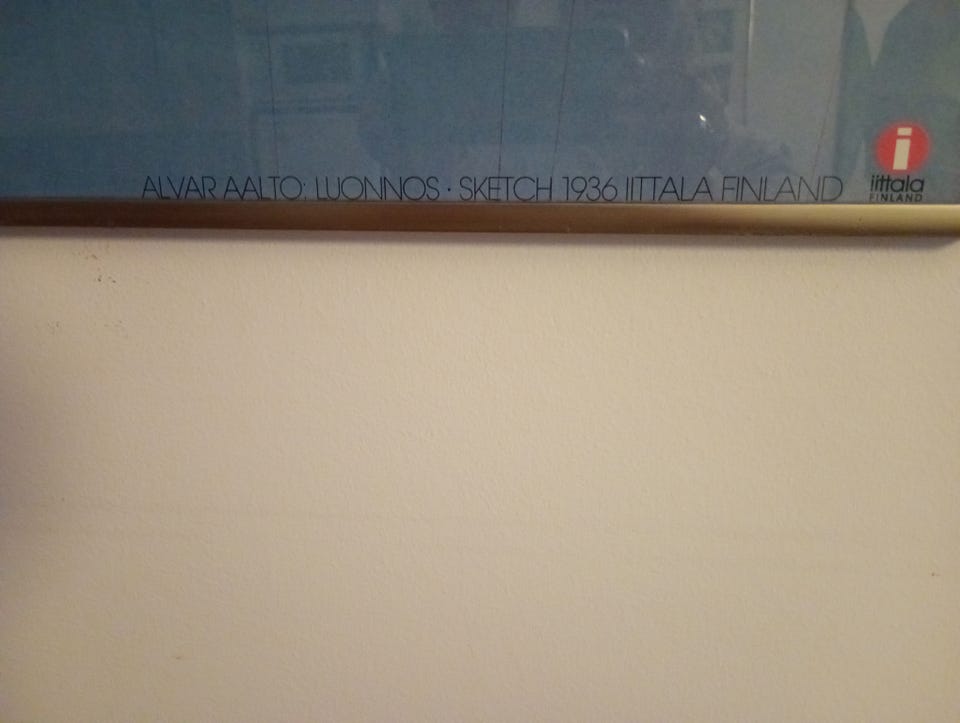 ALVAR AALTO: LUONNOS · SKETCH 1936 IITTALA FINLAND
i
iittala
FINLAND